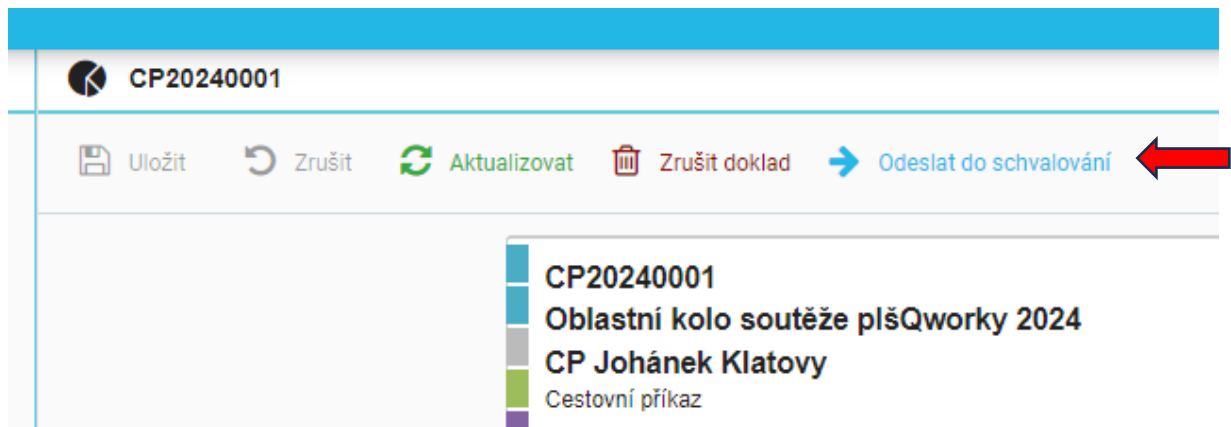 CP20240001
Uložit Zrušit Aktualizovat Zrušit doklad Odeslat do schvalování
CP20240001
Oblastní kolo soutěže plšQworky 2024
CP Johánek Klatovy
Cestovní příkaz